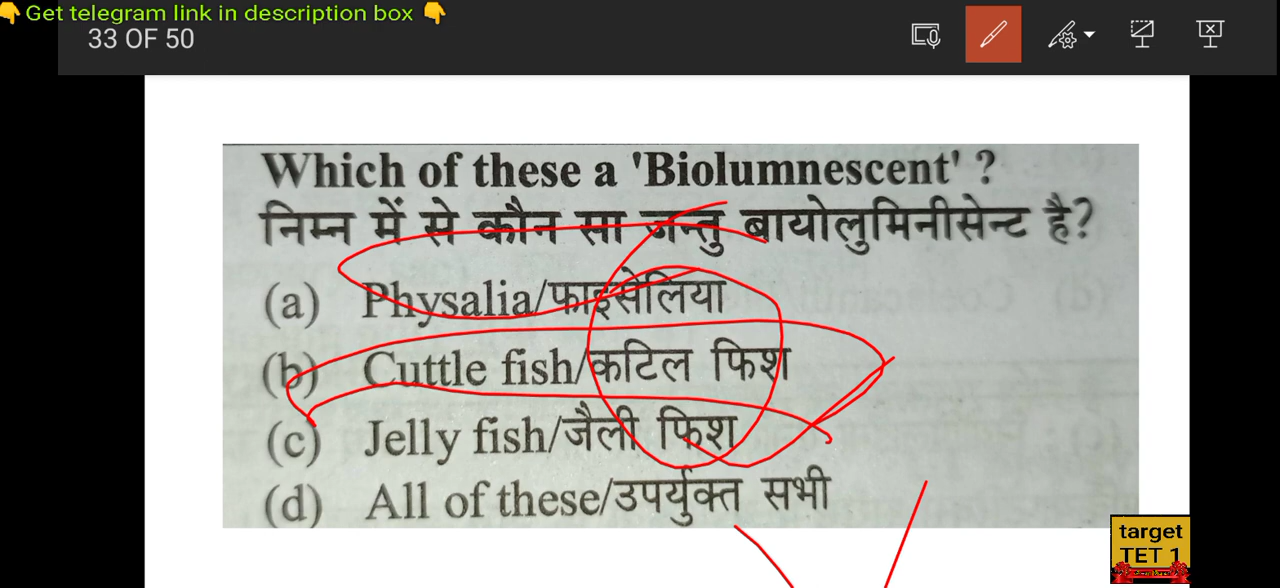 👇 Get telegram link in description box 👇
33 OF 50
Which of these a 'Biolumnescent' ?
निम्न में से कौन सा जन्तु बायोलुमिनीसेन्ट है?
(a) Physalia/फाइसेलिया
(b) Cuttle fish/कटिल फिश
(c) Jelly fish/जैली फिश
(d) All of these/उपर्युक्त सभी
target
TET 1